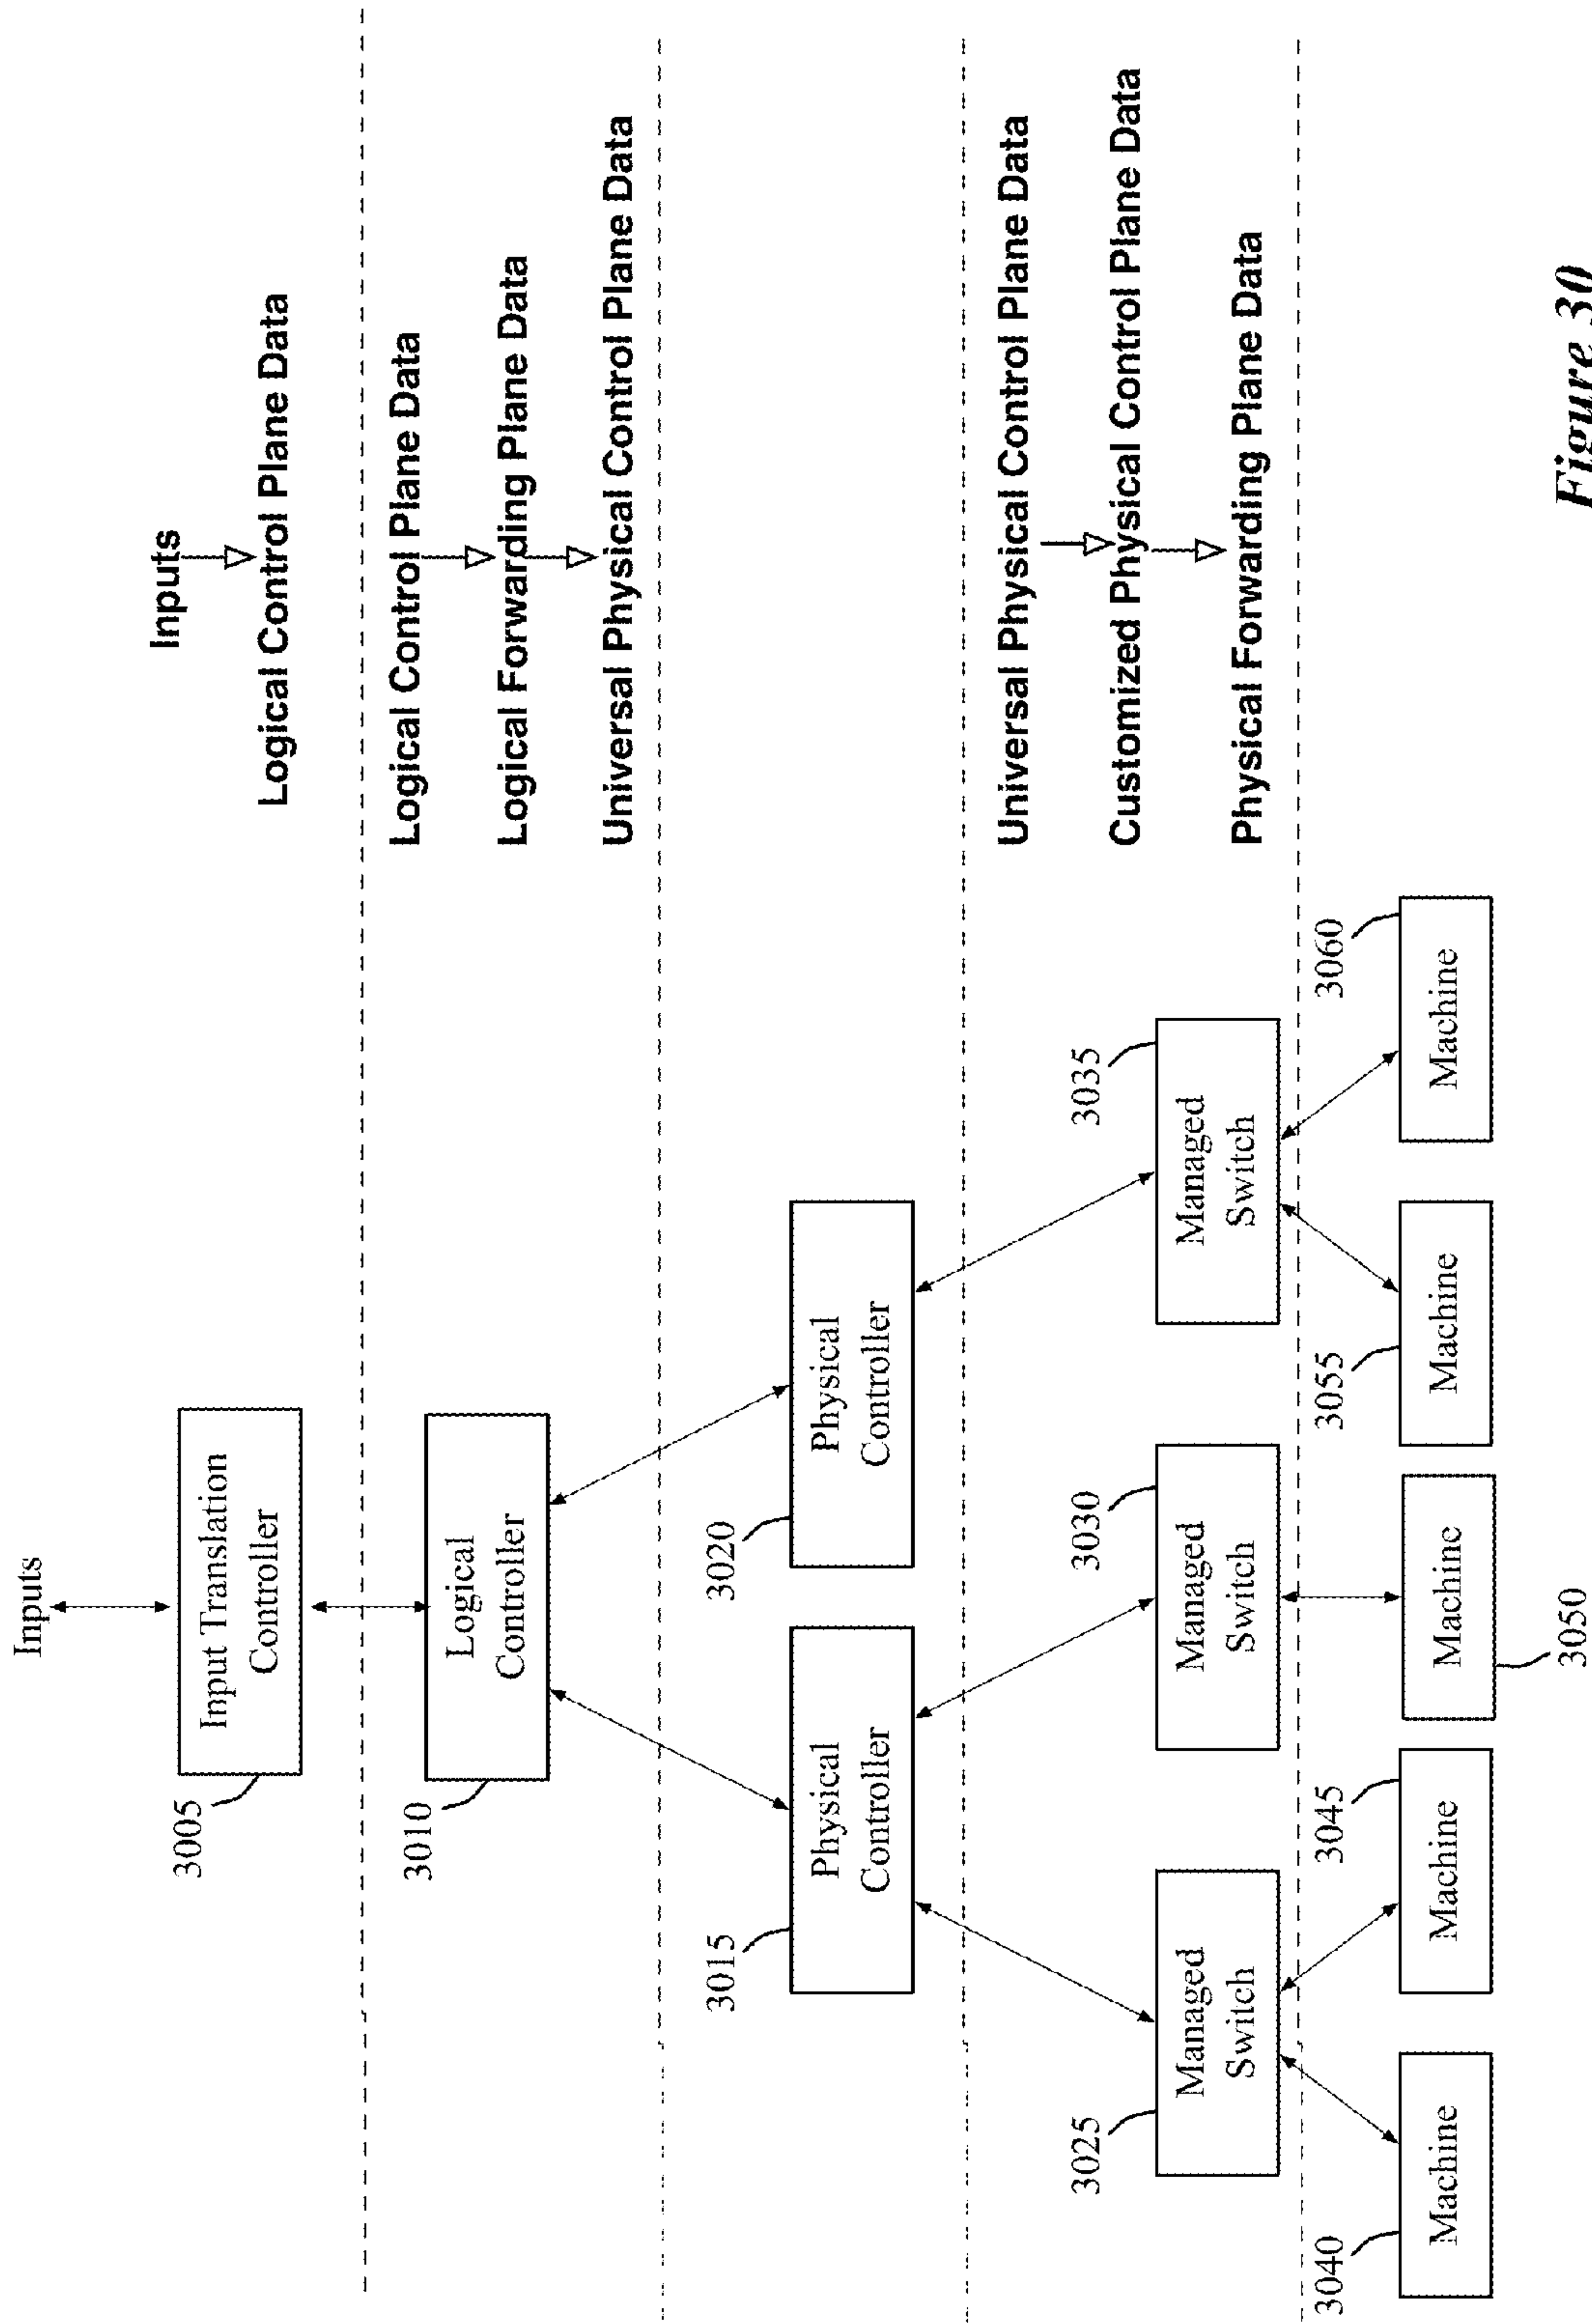 Inputs
Inputs
Logical Control Plane Data
Input Translation
Controller
3005
Logical Control Plane Data
Logical Forwarding Plane Data
Universal Physical Control Plane Data
Logical
Controller
3010
Physical
Controller
3015
Physical
Controller
3020
Universal Physical Control Plane Data
Customized Physical Control Plane Data
Physical Forwarding Plane Data
Managed
Switch
3025
Managed
Switch
3030
Managed
Switch
3035
Machine
3040
Machine
3045
Machine
3050
Machine
3055
Machine
3060
Figure 30